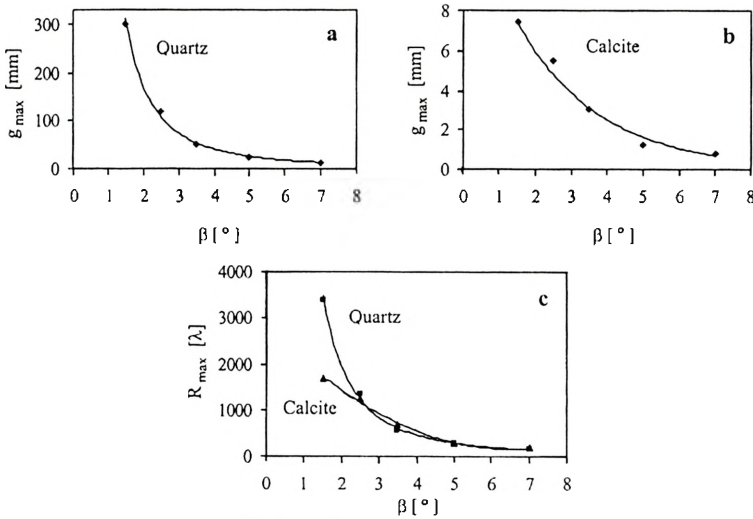 300
200
100
0
g max [mm]
Quartz
a
0 1 2 3 4 5 6 7 8
β [ ° ]
8
6
4
2
0
g max [mm]
Calcite
b
0 1 2 3 4 5 6 7 8
β [ ° ]
4000
3000
2000
1000
0
R max [λ]
Quartz
Calcite
c
0 1 2 3 4 5 6 7 8
β [ ° ]